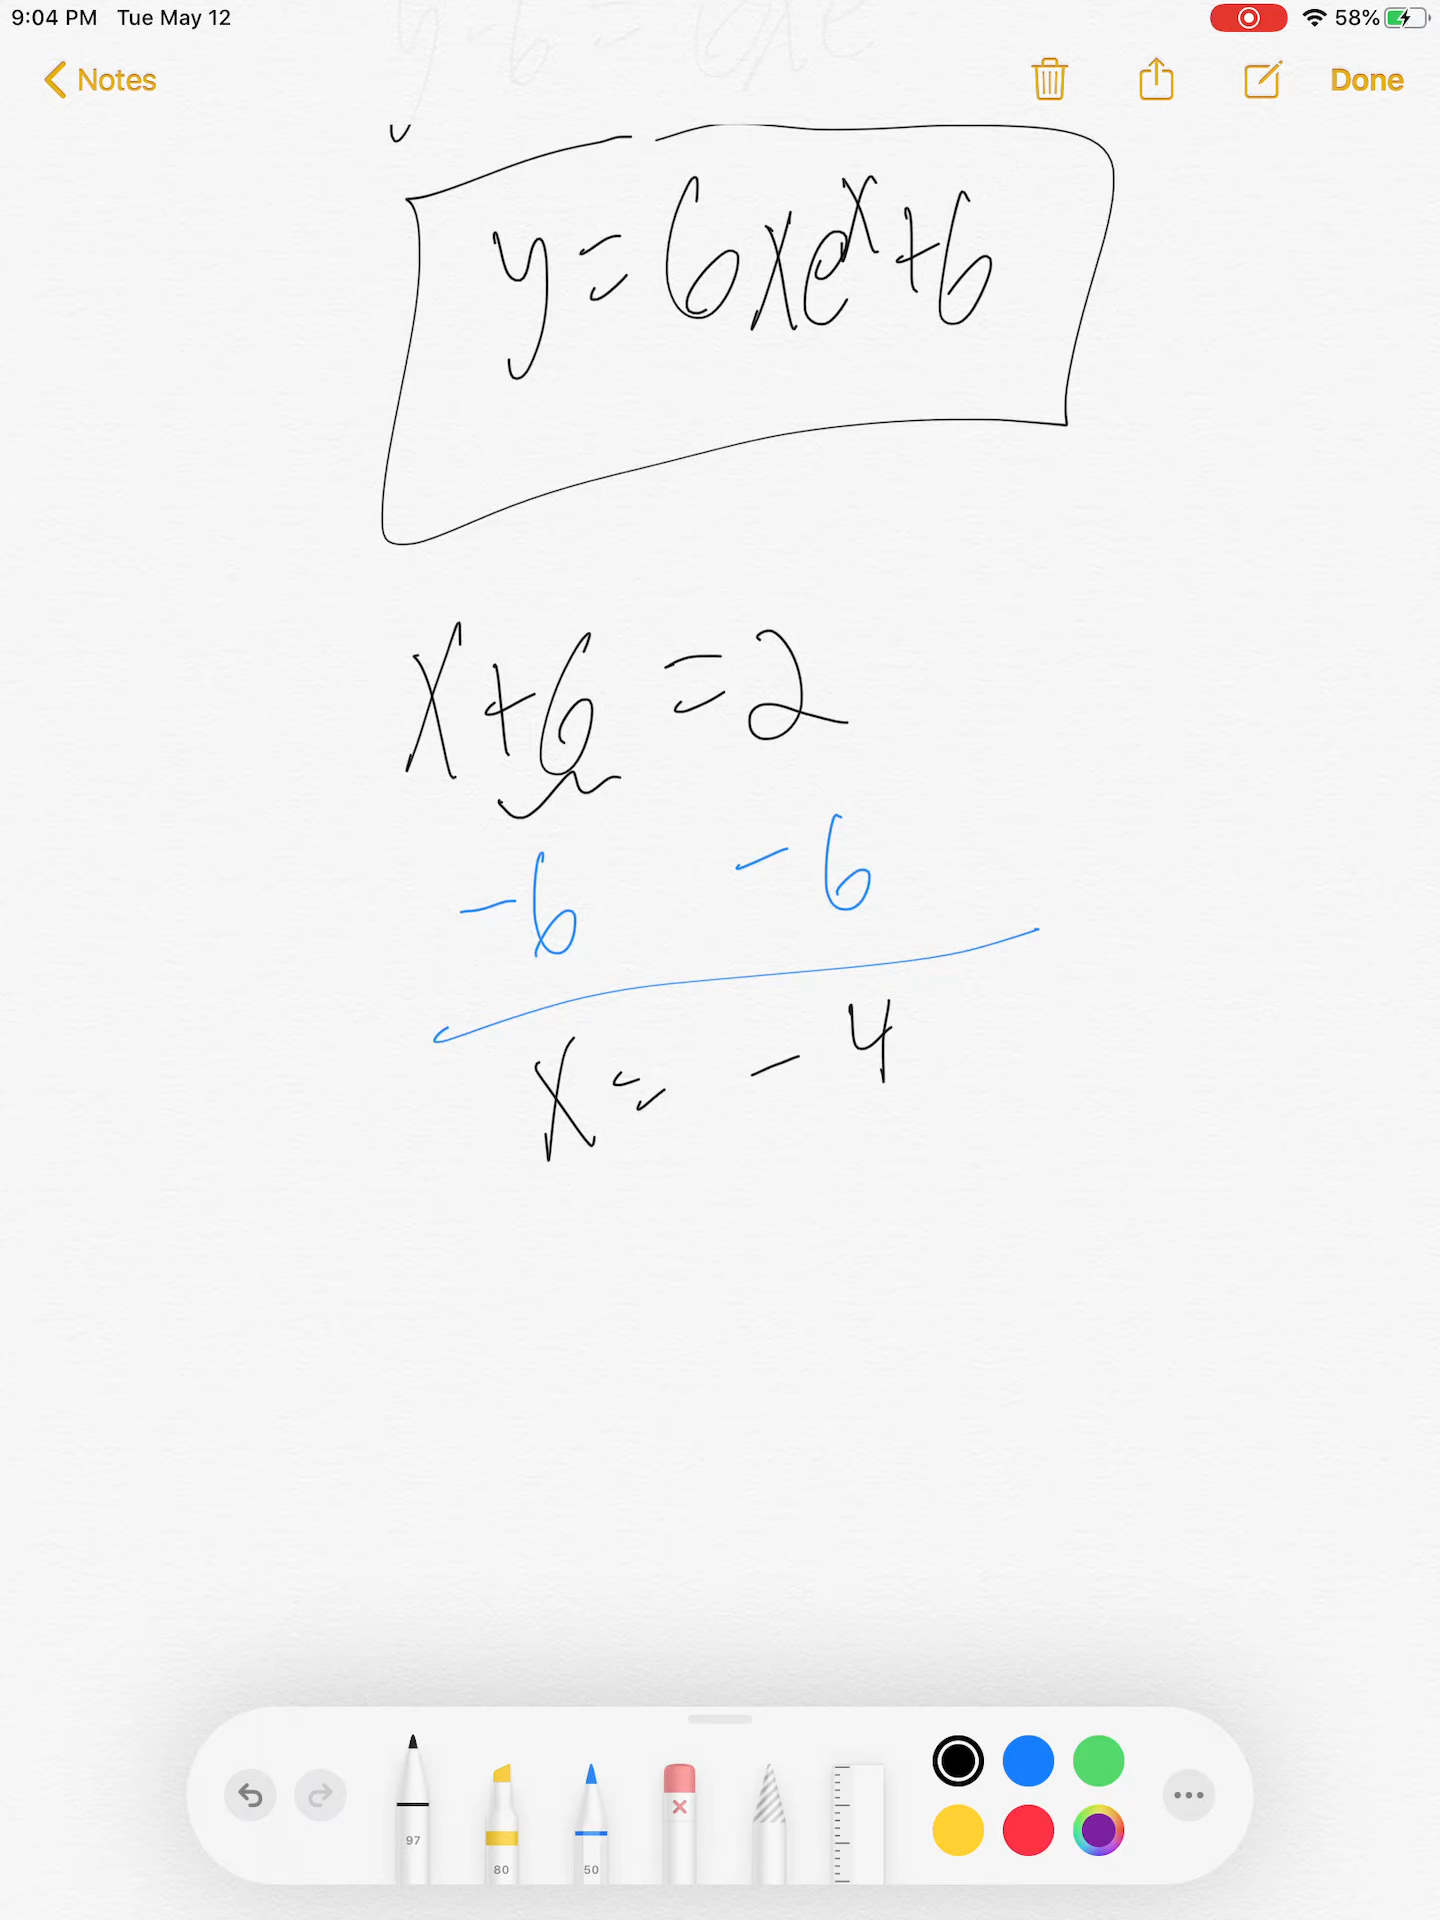 9:04 PM Tue May 12 58%
Notes Done
y = 6xe^x + 6
x + 6 = 2
-6 -6
x = -4
97 80 50